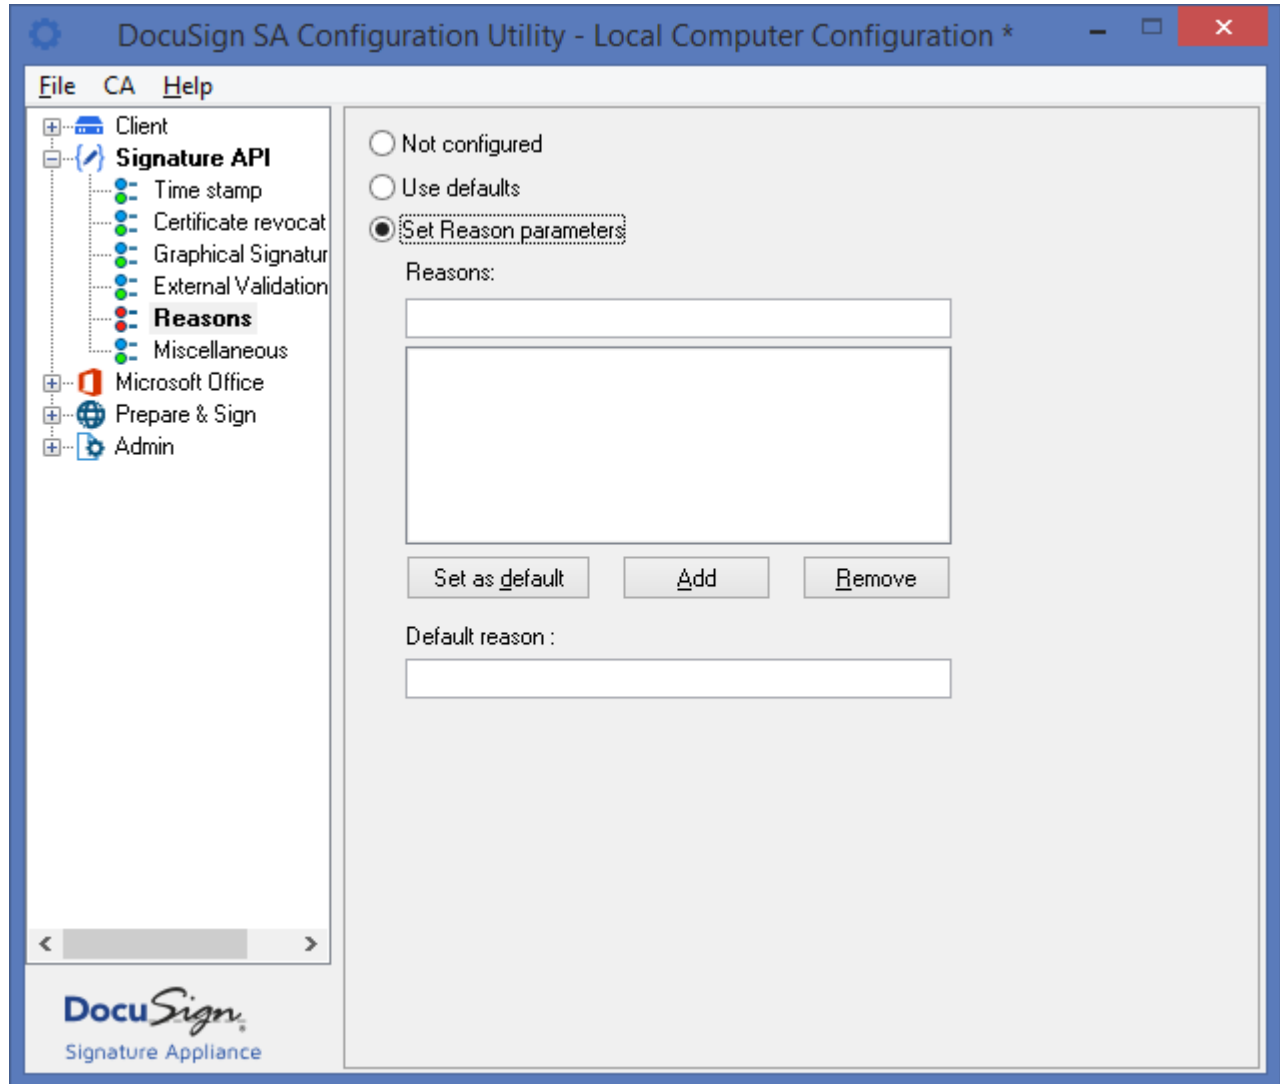 DocuSign SA Configuration Utility - Local Computer Configuration *
File CA Help
Client
Signature API
Time stamp
Certificate revocat
Graphical Signatur
External Validation
Reasons
Miscellaneous
Microsoft Office
Prepare & Sign
Admin
Not configured
Use defaults
Set Reason parameters
Reasons:
Set as default Add Remove
Default reason :
DocuSign
Signature Appliance